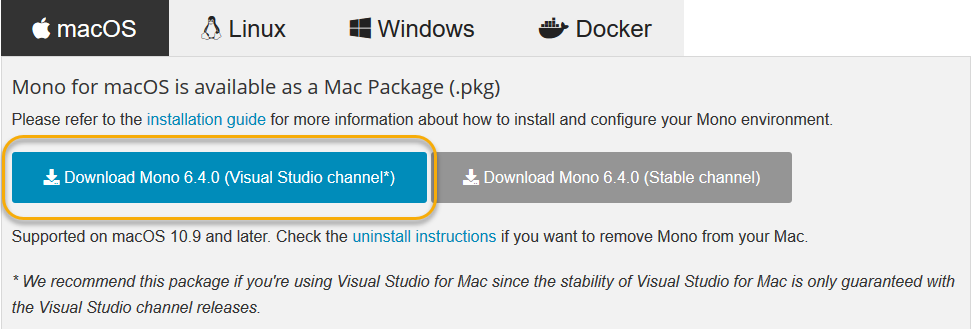 macOS Linux Windows Docker
Mono for macOS is available as a Mac Package (.pkg)
Please refer to the installation guide for more information about how to install and configure your Mono environment.
Download Mono 6.4.0 (Visual Studio channel*) Download Mono 6.4.0 (Stable channel)
Supported on macOS 10.9 and later. Check the uninstall instructions if you want to remove Mono from your Mac.
* We recommend this package if you're using Visual Studio for Mac since the stability of Visual Studio for Mac is only guaranteed with
the Visual Studio channel releases.